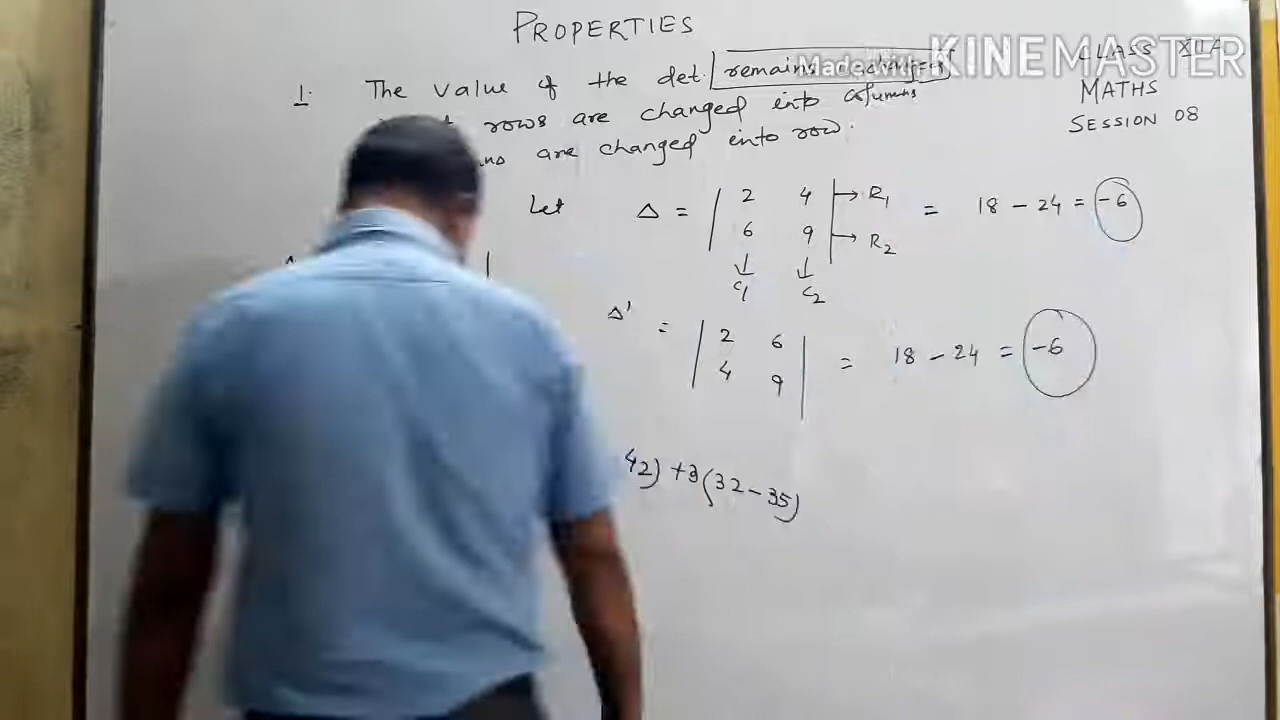 PROPERTIES
Made with KINEMASTER
CLASS XII A
MATHS
SESSION 08
1. The value of the det. remains
rows are changed into columns
are changed into row.
Let Δ = | 2 4 | → R1 = 18 - 24 = -6
| 6 9 | → R2
↓ ↓
C1 C2
Δ' = | 2 6 | = 18 - 24 = -6
| 4 9 |
42) + 3(32 - 35)